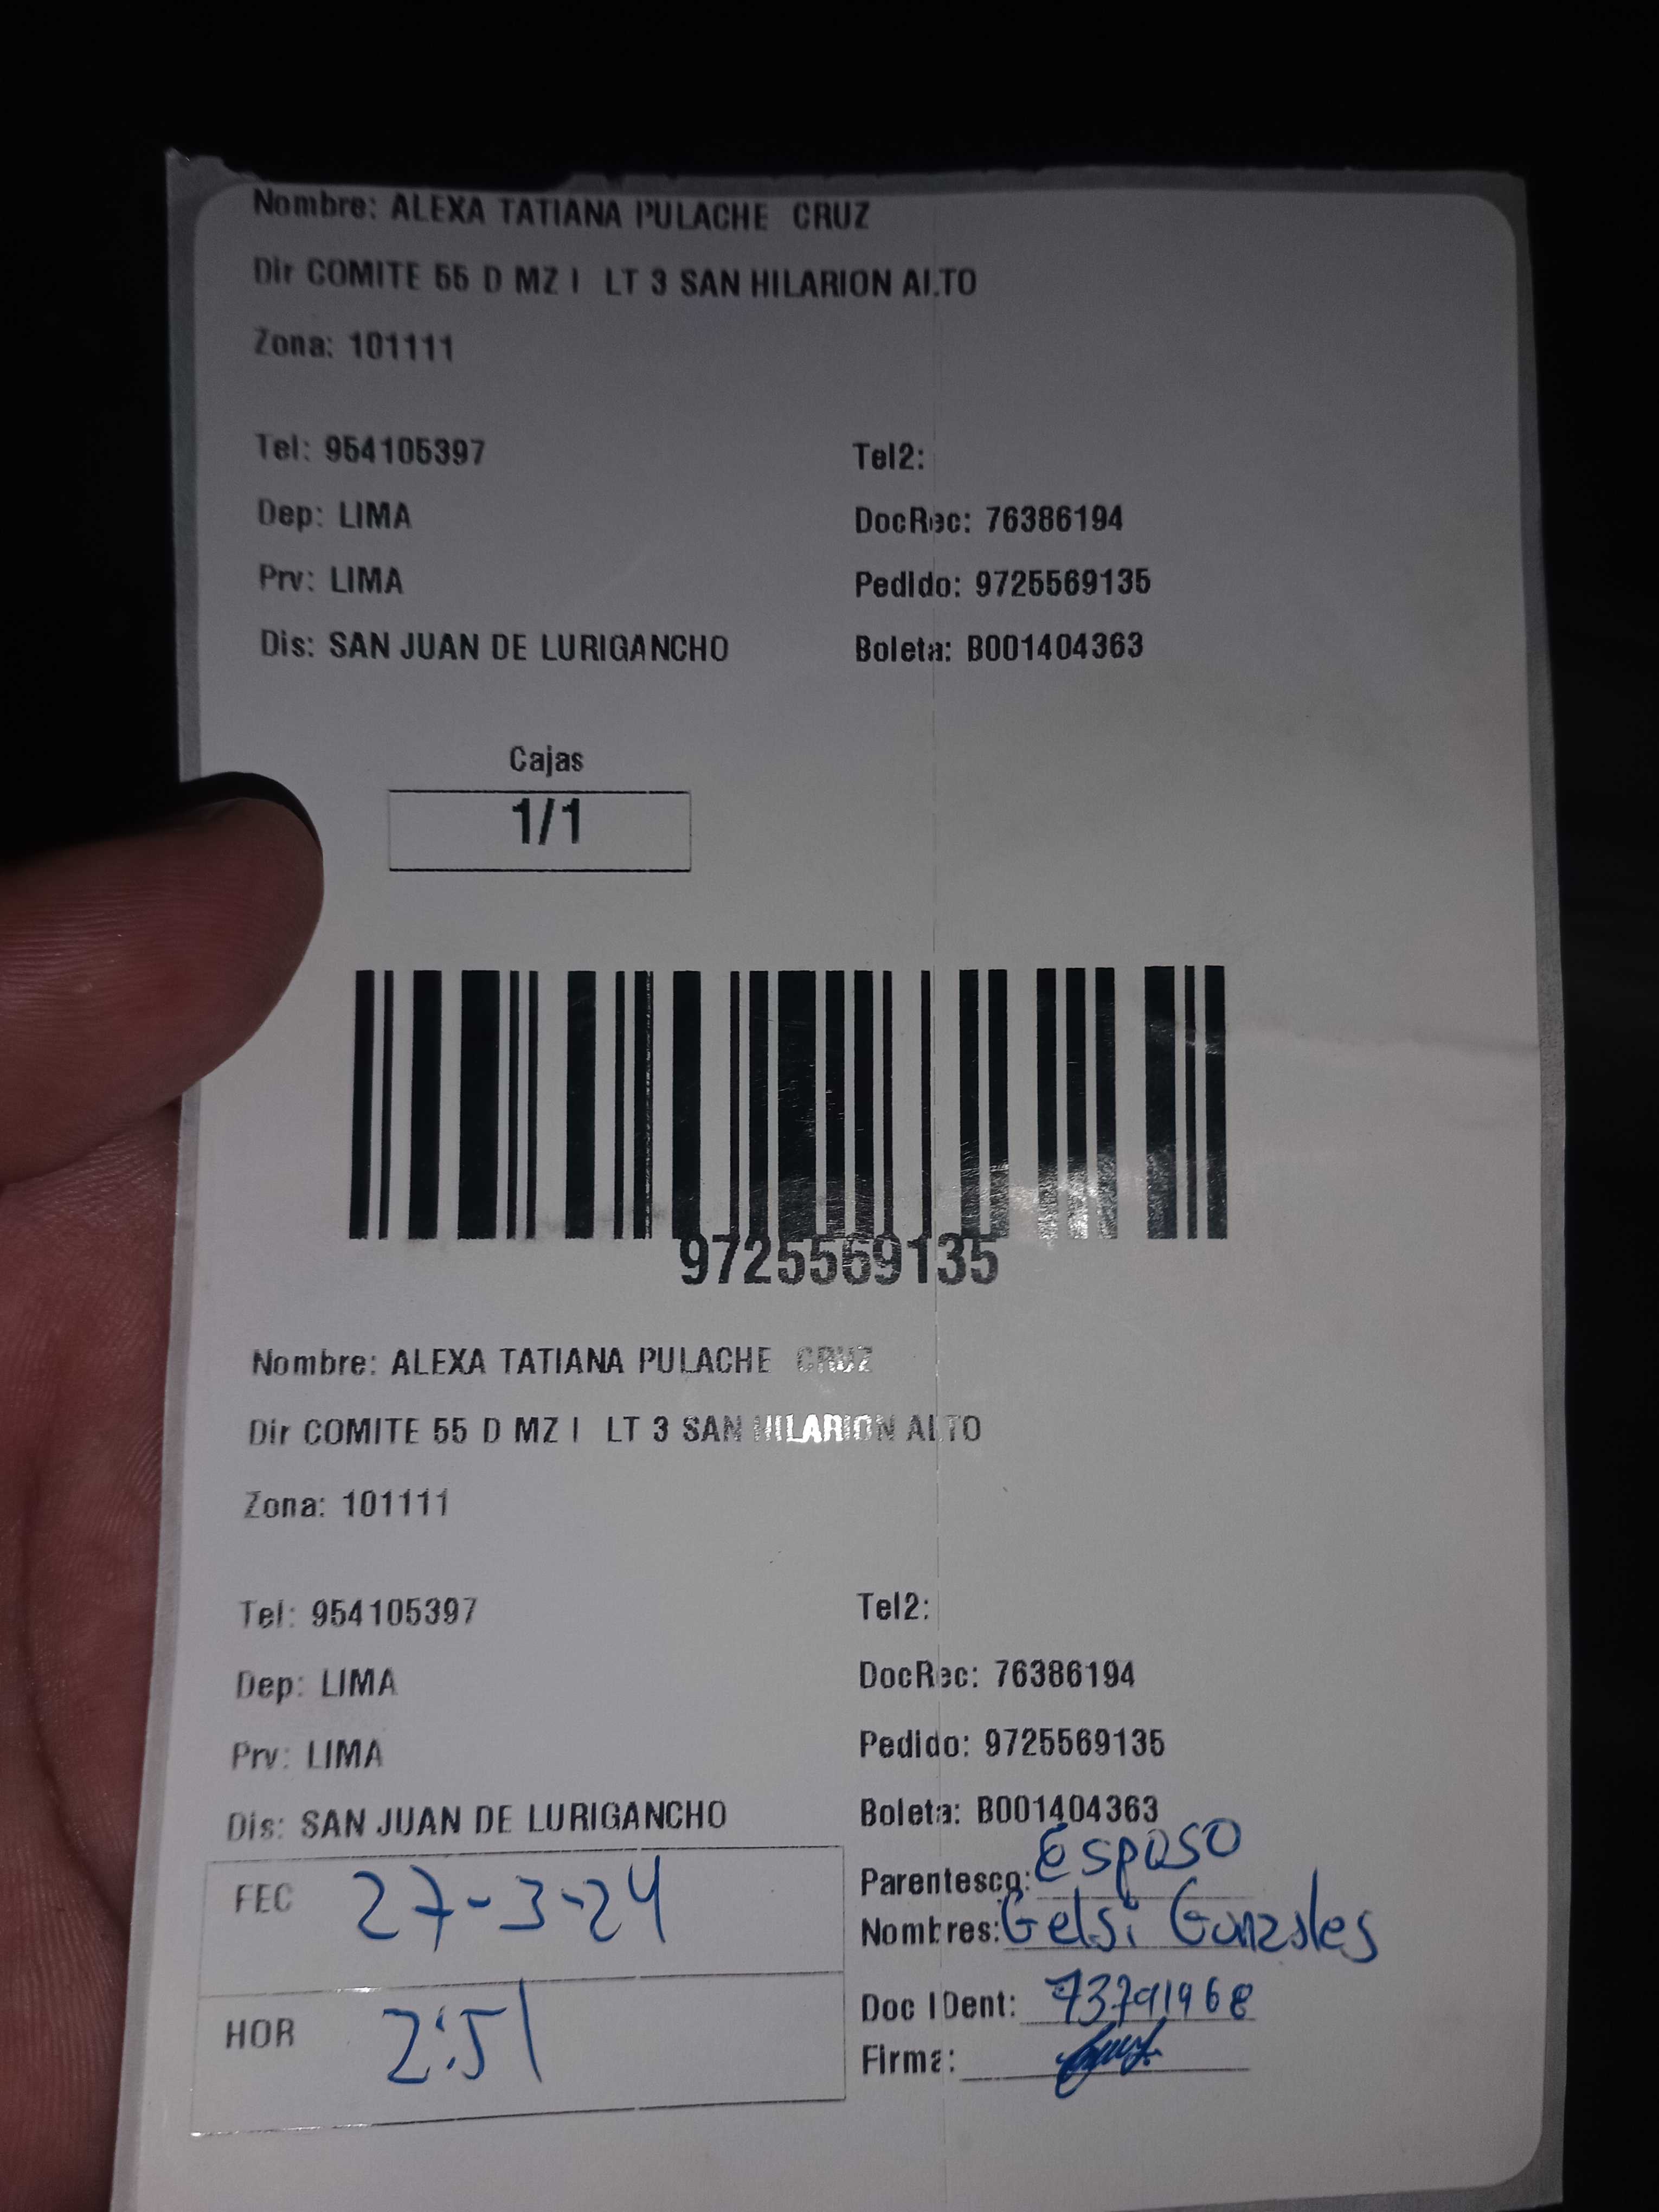 Nombre: ALEXA TATIANA PULACHE CRUZ
Dir COMITE 55 D MZ I LT 3 SAN HILARION ALTO
Zona: 101111
Tel: 954105397 Tel2:
Dep: LIMA DocRec: 76386194
Prv: LIMA Pedido: 9725569135
Dis: SAN JUAN DE LURIGANCHO Boleta: B001404363
Cajas
1/1
9725569135
Nombre: ALEXA TATIANA PULACHE CRUZ
Dir COMITE 55 D MZ I LT 3 SAN HILARION ALTO
Zona: 101111
Tel: 954105397 Tel2:
Dep: LIMA DocRec: 76386194
Prv: LIMA Pedido: 9725569135
Dis: SAN JUAN DE LURIGANCHO Boleta: B001404363
FEC 27-3-24 Parentesco: Esposo
Nombres: Gelsi Gonzales
HOR 2:51 Doc IDent: 73791968
Firma: